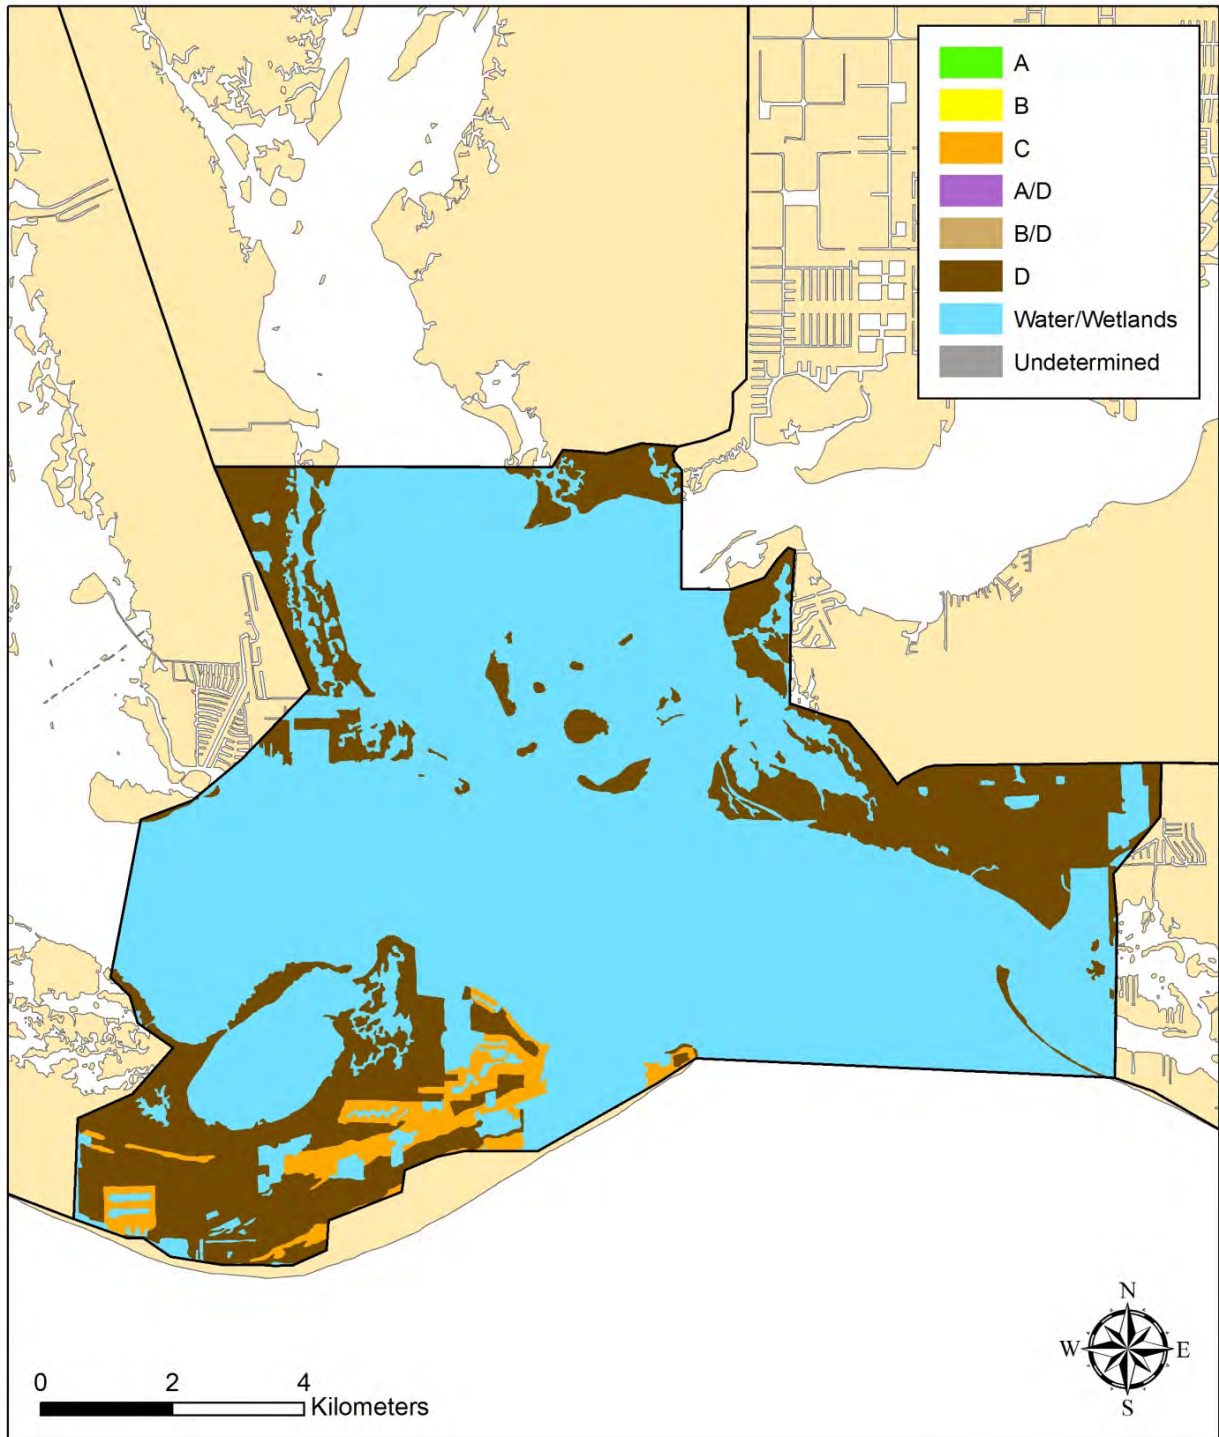 A
B
C
A/D
B/D
D
Water/Wetlands
Undetermined
N
W E
S
0 2 4
Kilometers